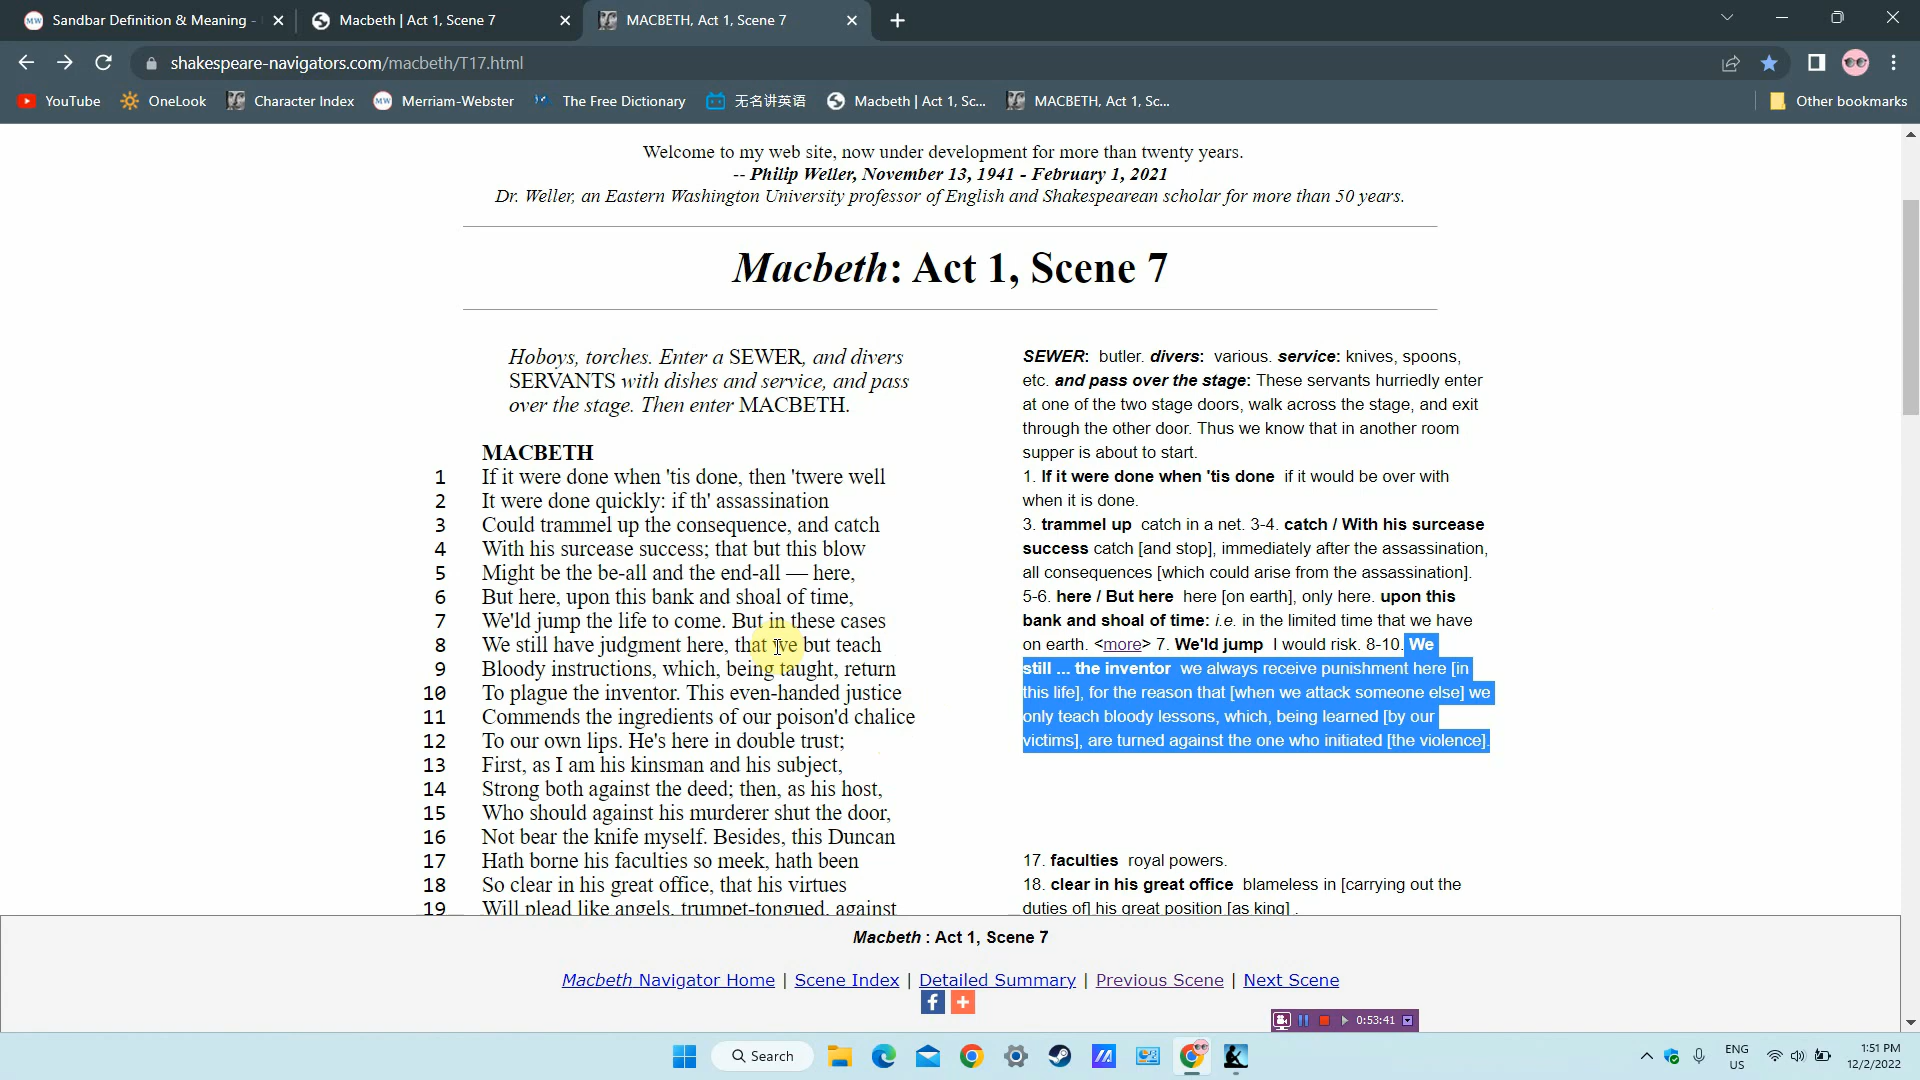 Sandbar Definition & Meaning -
Macbeth | Act 1, Scene 7
MACBETH, Act 1, Scene 7
shakespeare-navigators.com/macbeth/T17.html
YouTube
OneLook
Character Index
Merriam-Webster
The Free Dictionary
无名讲英语
Macbeth | Act 1, Sc...
MACBETH, Act 1, Sc...
Other bookmarks
Welcome to my web site, now under development for more than twenty years.
-- Philip Weller, November 13, 1941 - February 1, 2021
Dr. Weller, an Eastern Washington University professor of English and Shakespearean scholar for more than 50 years.
Macbeth: Act 1, Scene 7
Hoboys, torches. Enter a SEWER, and divers
SERVANTS with dishes and service, and pass
over the stage. Then enter MACBETH.
MACBETH
1 If it were done when 'tis done, then 'twere well
2 It were done quickly: if th' assassination
3 Could trammel up the consequence, and catch
4 With his surcease success; that but this blow
5 Might be the be-all and the end-all — here,
6 But here, upon this bank and shoal of time,
7 We'ld jump the life to come. But in these cases
8 We still have judgment here, that we but teach
9 Bloody instructions, which, being taught, return
10 To plague the inventor. This even-handed justice
11 Commends the ingredients of our poison'd chalice
12 To our own lips. He's here in double trust;
13 First, as I am his kinsman and his subject,
14 Strong both against the deed; then, as his host,
15 Who should against his murderer shut the door,
16 Not bear the knife myself. Besides, this Duncan
17 Hath borne his faculties so meek, hath been
18 So clear in his great office, that his virtues
19 Will plead like angels, trumpet-tongued, against
SEWER: butler. divers: various. service: knives, spoons,
etc. and pass over the stage: These servants hurriedly enter
at one of the two stage doors, walk across the stage, and exit
through the other door. Thus we know that in another room
supper is about to start.
1. If it were done when 'tis done if it would be over with
when it is done.
3. trammel up catch in a net. 3-4. catch / With his surcease
success catch [and stop], immediately after the assassination,
all consequences [which could arise from the assassination].
5-6. here / But here here [on earth], only here. upon this
bank and shoal of time: i.e. in the limited time that we have
on earth. <more> 7. We'ld jump I would risk. 8-10. We
still ... the inventor we always receive punishment here [in
this life], for the reason that [when we attack someone else] we
only teach bloody lessons, which, being learned [by our
victims], are turned against the one who initiated [the violence].
17. faculties royal powers.
18. clear in his great office blameless in [carrying out the
duties of] his great position [as king] .
Macbeth : Act 1, Scene 7
Macbeth Navigator Home | Scene Index | Detailed Summary | Previous Scene | Next Scene
0:53:41
Search
ENG
US
1:51 PM
12/2/2022